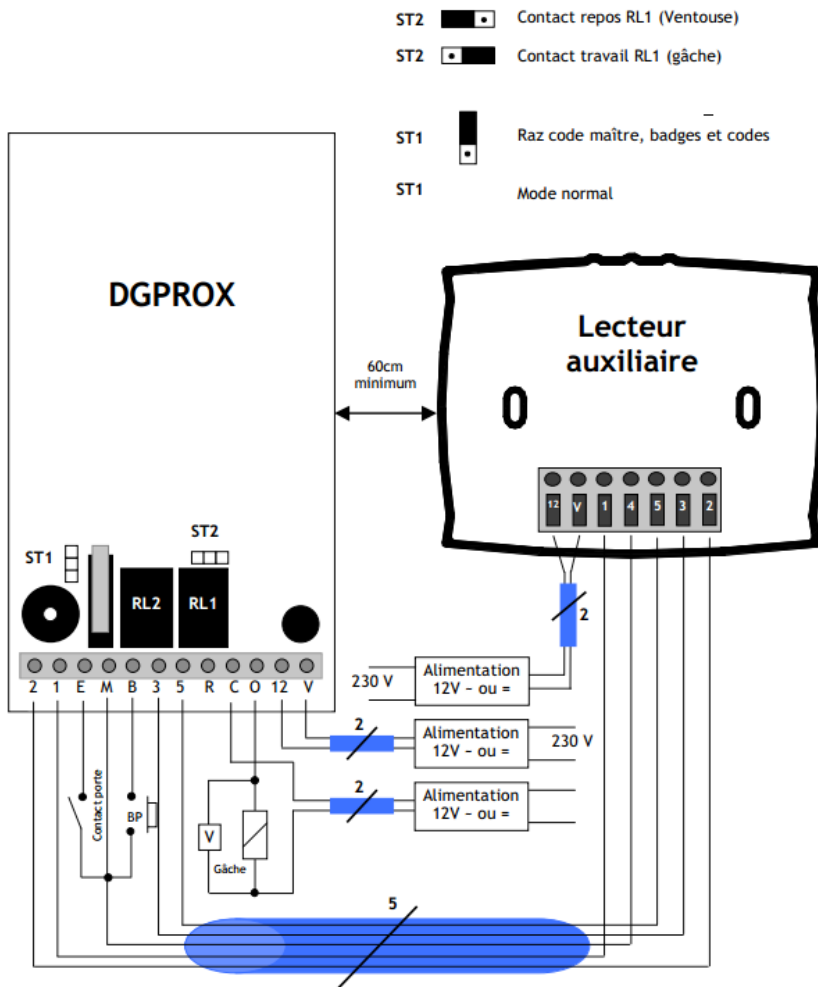 ST2 Contact repos RL1 (Ventouse)
ST2 Contact travail RL1 (gâche)
ST1 Raz code maître, badges et codes
ST1 Mode normal
DGPROX
Lecteur
auxiliaire
60cm
minimum
12 V 1 4 5 3 2
ST2
ST1
RL2 RL1
2
2 1 E M B 3 5 R C O 12 V
230 V
Alimentation
12V ~ ou =
2
Alimentation
12V ~ ou =
230 V
2
Alimentation
12V ~ ou =
Contact porte
BP
V
Gâche
5